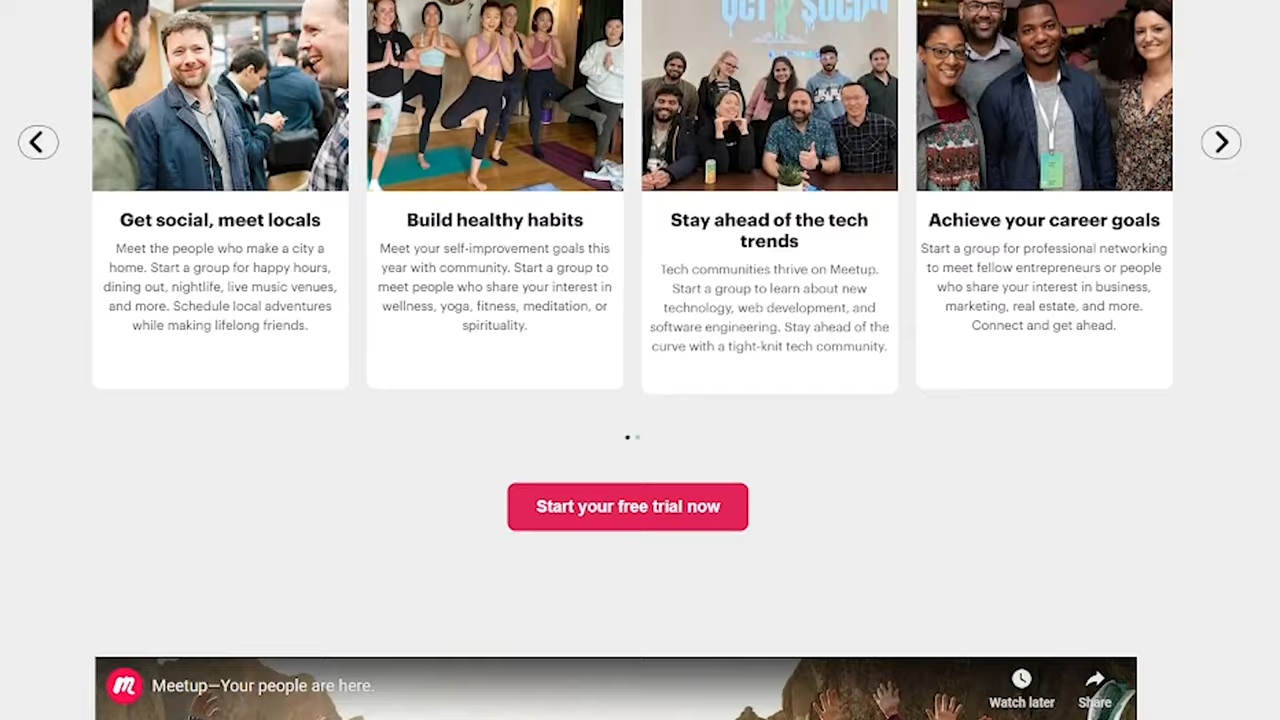 GET SOCIAL
Get social, meet locals
Meet the people who make a city a
home. Start a group for happy hours,
dining out, nightlife, live music venues,
and more. Schedule local adventures
while making lifelong friends.
Build healthy habits
Meet your self-improvement goals this
year with community. Start a group to
meet people who share your interest in
wellness, yoga, fitness, meditation, or
spirituality.
Stay ahead of the tech
trends
Tech communities thrive on Meetup.
Start a group to learn about new
technology, web development, and
software engineering. Stay ahead of the
curve with a tight-knit tech community.
Achieve your career goals
Start a group for professional networking
to meet fellow entrepreneurs or people
who share your interest in business,
marketing, real estate, and more.
Connect and get ahead.
Start your free trial now
m
Meetup—Your people are here.
Watch later
Share